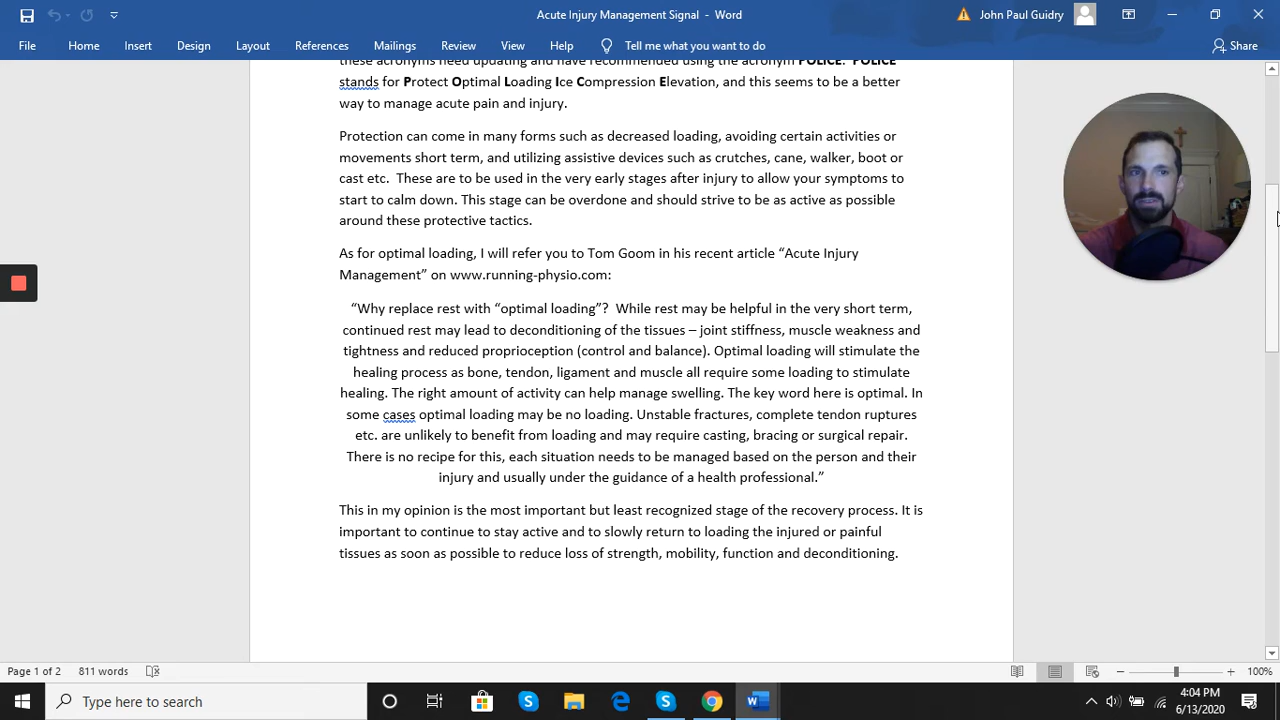 Acute Injury Management Signal - Word
John Paul Guidry
File Home Insert Design Layout References Mailings Review View Help Tell me what you want to do Share
these acronyms need updating and have recommended using the acronym POLICE. POLICE
stands for Protect Optimal Loading Ice Compression Elevation, and this seems to be a better
way to manage acute pain and injury.
Protection can come in many forms such as decreased loading, avoiding certain activities or
movements short term, and utilizing assistive devices such as crutches, cane, walker, boot or
cast etc. These are to be used in the very early stages after injury to allow your symptoms to
start to calm down. This stage can be overdone and should strive to be as active as possible
around these protective tactics.
As for optimal loading, I will refer you to Tom Goom in his recent article “Acute Injury
Management” on www.running-physio.com:
“Why replace rest with “optimal loading”? While rest may be helpful in the very short term,
continued rest may lead to deconditioning of the tissues – joint stiffness, muscle weakness and
tightness and reduced proprioception (control and balance). Optimal loading will stimulate the
healing process as bone, tendon, ligament and muscle all require some loading to stimulate
healing. The right amount of activity can help manage swelling. The key word here is optimal. In
some cases optimal loading may be no loading. Unstable fractures, complete tendon ruptures
etc. are unlikely to benefit from loading and may require casting, bracing or surgical repair.
There is no recipe for this, each situation needs to be managed based on the person and their
injury and usually under the guidance of a health professional.”
This in my opinion is the most important but least recognized stage of the recovery process. It is
important to continue to stay active and to slowly return to loading the injured or painful
tissues as soon as possible to reduce loss of strength, mobility, function and deconditioning.
Page 1 of 2 811 words 100%
Type here to search
4:04 PM
6/13/2020